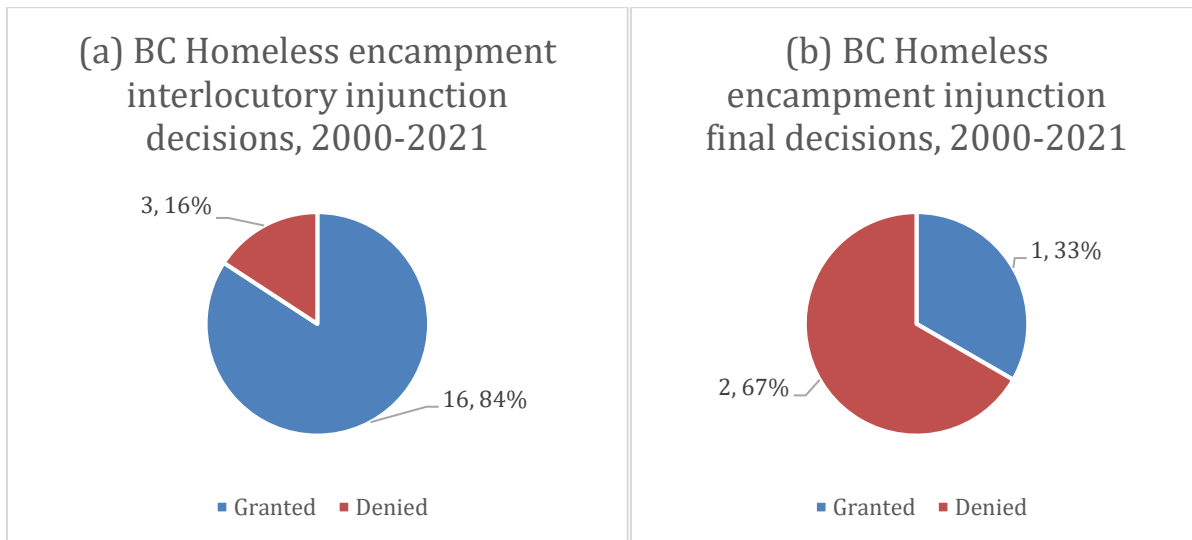 (a) BC Homeless encampment
interlocutory injunction
decisions, 2000-2021
3, 16%
16, 84%
Granted Denied
(b) BC Homeless
encampment injunction
final decisions, 2000-2021
1, 33%
2, 67%
Granted Denied